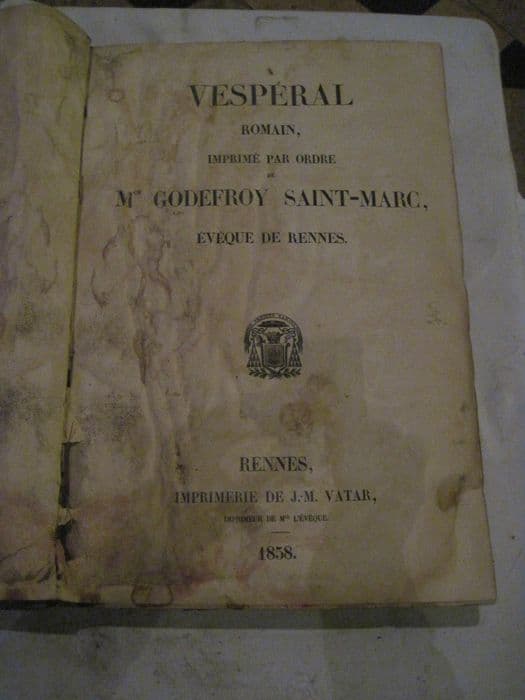 VESPÉRAL
ROMAIN,
IMPRIMÉ PAR ORDRE
DE
Mgr GODEFROY SAINT-MARC,
ÉVÊQUE DE RENNES.
RENNES,
IMPRIMERIE DE J.-M. VATAR,
IMPRIMEUR DE Mgr L'ÉVÊQUE.
1858.